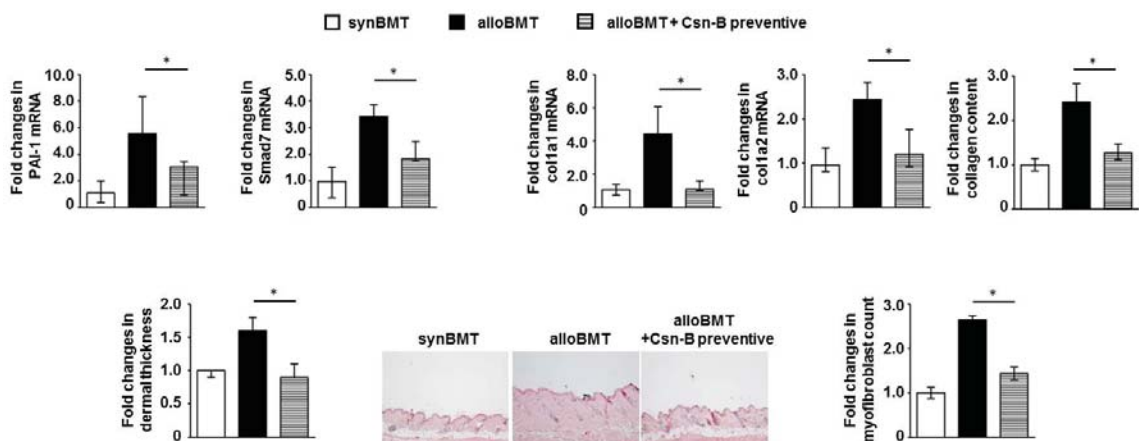 synBMT alloBMT alloBMT+ Csn-B preventive
Fold changes in
PAI-1 mRNA
10.0
8.0
6.0
4.0
2.0
0
*
Fold changes in
Smad7 mRNA
5.0
4.0
3.0
2.0
1.0
0
*
Fold changes in
col1a1 mRNA
8.0
6.0
4.0
2.0
0
*
Fold changes in
col1a2 mRNA
3.0
2.0
1.0
0
*
Fold changes in
collagen content
3.0
2.0
1.0
0
*
Fold changes in
dermal thickness
2.0
1.5
1.0
0.5
0
*
synBMT
alloBMT
alloBMT
+Csn-B preventive
Fold changes in
myofibroblast count
3.0
2.0
1.0
0
*